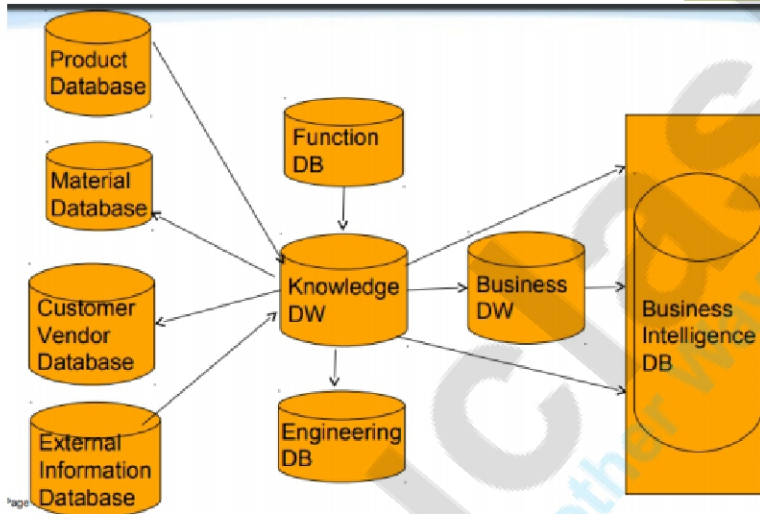 Product
Database
Function
DB
Material
Database
Knowledge
DW
Business
DW
Business
Intelligence
DB
Customer
Vendor
Database
Engineering
DB
External
Information
Database
Page